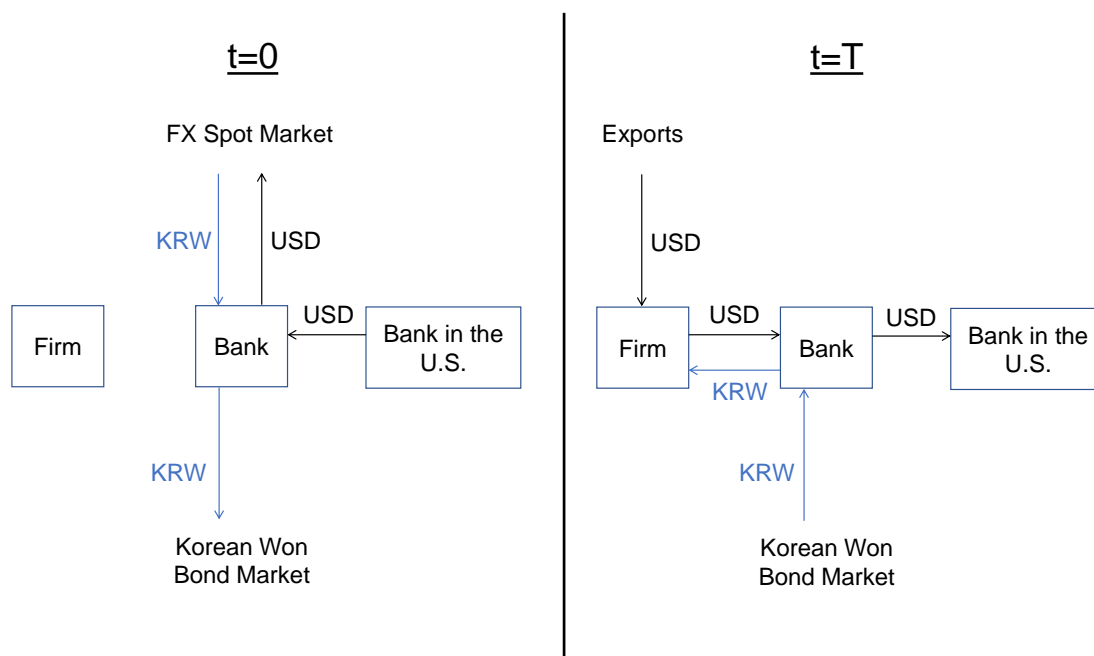 t=0
FX Spot Market
KRW
USD
USD
Firm
Bank
Bank in the
U.S.
KRW
Korean Won
Bond Market
t=T
Exports
USD
USD
USD
Firm
Bank
Bank in the
U.S.
KRW
KRW
Korean Won
Bond Market